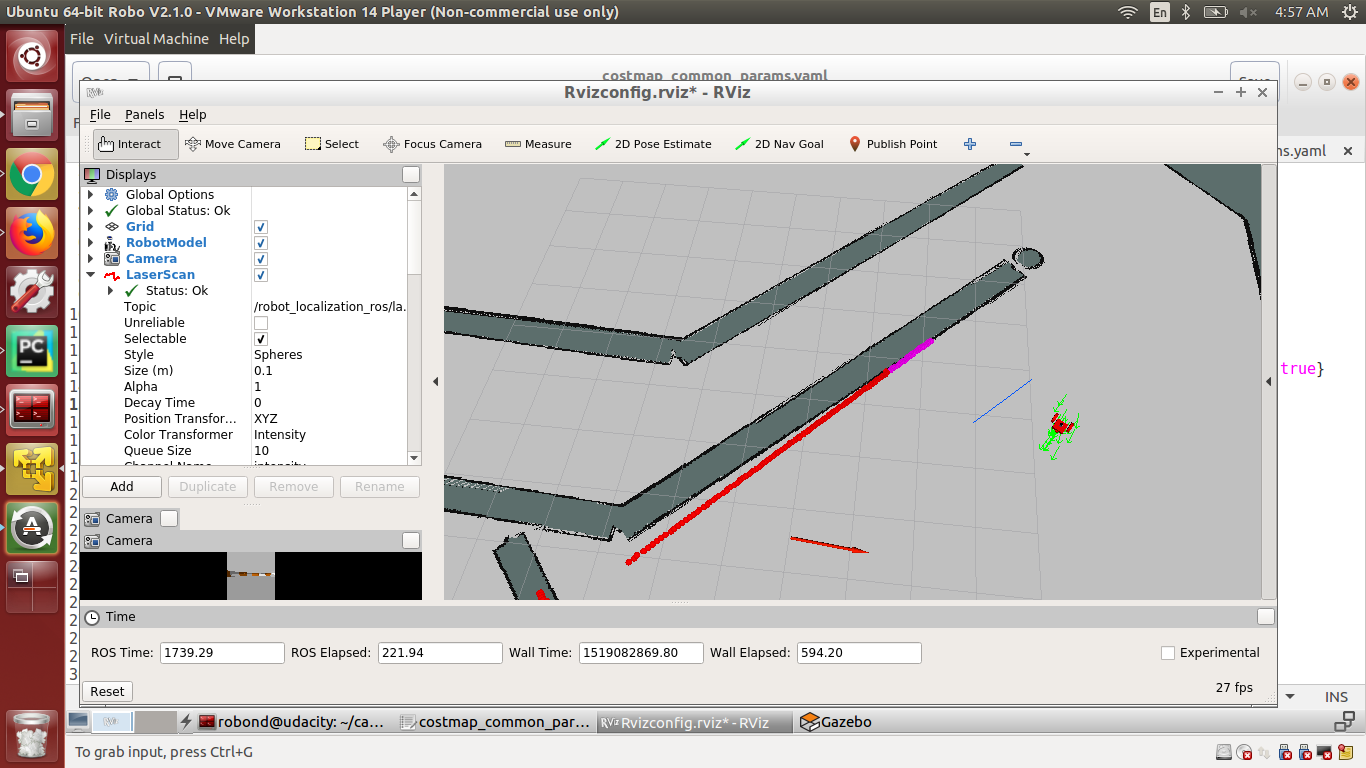 Ubuntu 64-bit Robo V2.1.0 - VMware Workstation 14 Player (Non-commercial use only) En 4:57 AM
File Virtual Machine Help
costmap_common_params.yaml
Rvizconfig.rviz* - RViz
File Panels Help
Interact Move Camera Select Focus Camera Measure 2D Pose Estimate 2D Nav Goal Publish Point
ns.yaml
Displays
Global Options
Global Status: Ok
Grid
RobotModel
Camera
LaserScan
Status: Ok
Topic /robot_localization_ros/la...
Unreliable
Selectable
Style Spheres
Size (m) 0.1
Alpha 1
Decay Time 0
Position Transfor... XYZ
true}
Color Transformer Intensity
Queue Size 10
Add Duplicate Remove Rename
Camera
Camera
Time
ROS Time: 1739.29 ROS Elapsed: 221.94 Wall Time: 1519082869.80 Wall Elapsed: 594.20 Experimental
Reset 27 fps
INS
robond@udacity: ~/ca... costmap_common_par... Rvizconfig.rviz* - RViz Gazebo
To grab input, press Ctrl+G